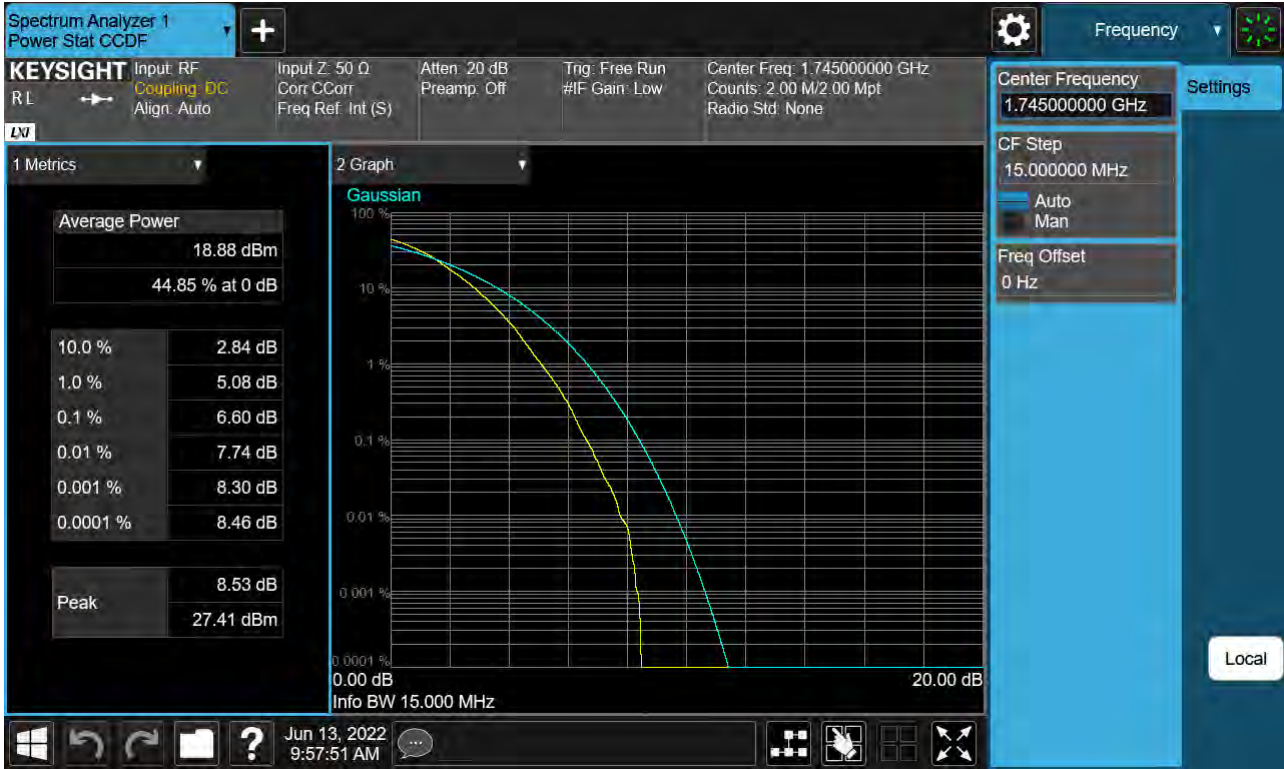 Spectrum Analyzer 1
Power Stat CCDF
+
Frequency
KEYSIGHT
RL
LXI
Input: RF
Coupling: DC
Align: Auto
Input Z: 50 Ω
Corr CCorr
Freq Ref: Int (S)
Atten: 20 dB
Preamp: Off
Trig: Free Run
#IF Gain: Low
Center Freq: 1.745000000 GHz
Counts: 2.00 M/2.00 Mpt
Radio Std: None
Center Frequency
1.745000000 GHz
Settings
CF Step
15.000000 MHz
Auto
Man
Freq Offset
0 Hz
1 Metrics
Average Power
18.88 dBm
44.85 % at 0 dB
10.0 % 2.84 dB
1.0 % 5.08 dB
0.1 % 6.60 dB
0.01 % 7.74 dB
0.001 % 8.30 dB
0.0001 % 8.46 dB
Peak
8.53 dB
27.41 dBm
2 Graph
Gaussian
100 %
10 %
1 %
0.1 %
0.01 %
0.001 %
0.0001 %
0.00 dB 20.00 dB
Info BW 15.000 MHz
Local
?
Jun 13, 2022
9:57:51 AM